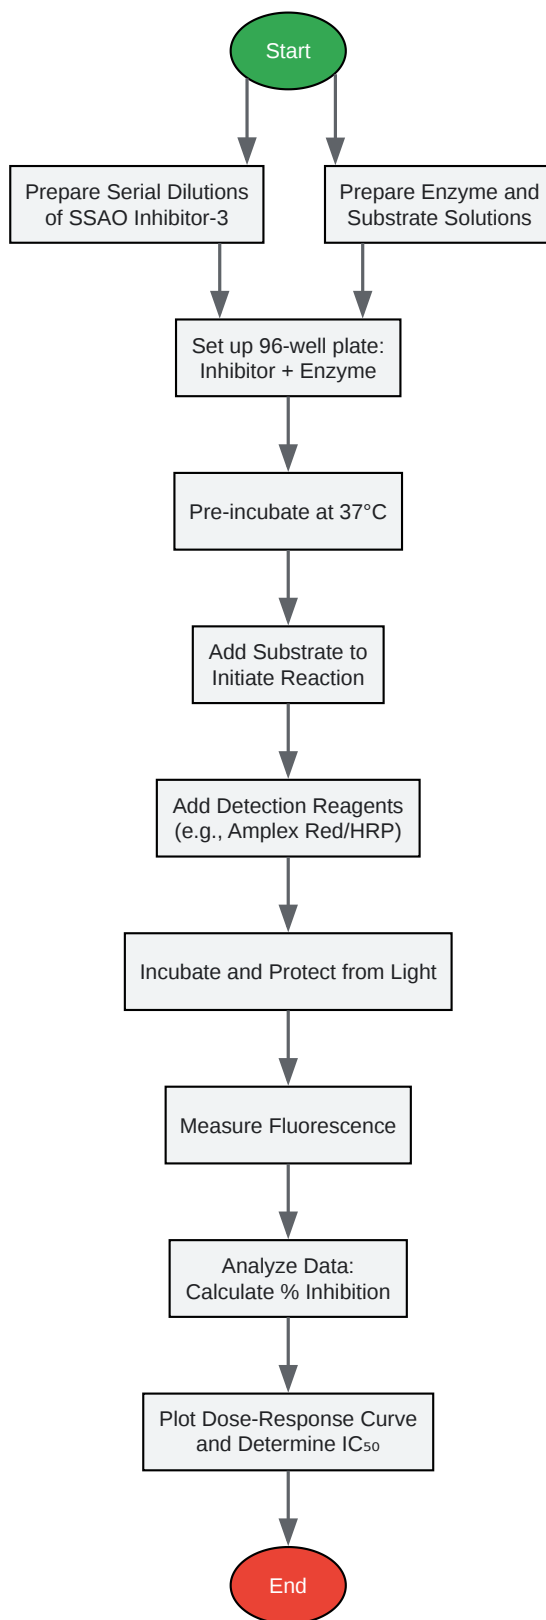 Start
Prepare Serial Dilutions
of SSAO Inhibitor-3
Prepare Enzyme and
Substrate Solutions
Set up 96-well plate:
Inhibitor + Enzyme
Pre-incubate at 37°C
Add Substrate to
Initiate Reaction
Add Detection Reagents
(e.g., Amplex Red/HRP)
Incubate and Protect from Light
Measure Fluorescence
Analyze Data:
Calculate % Inhibition
Plot Dose-Response Curve
and Determine IC₅₀
End